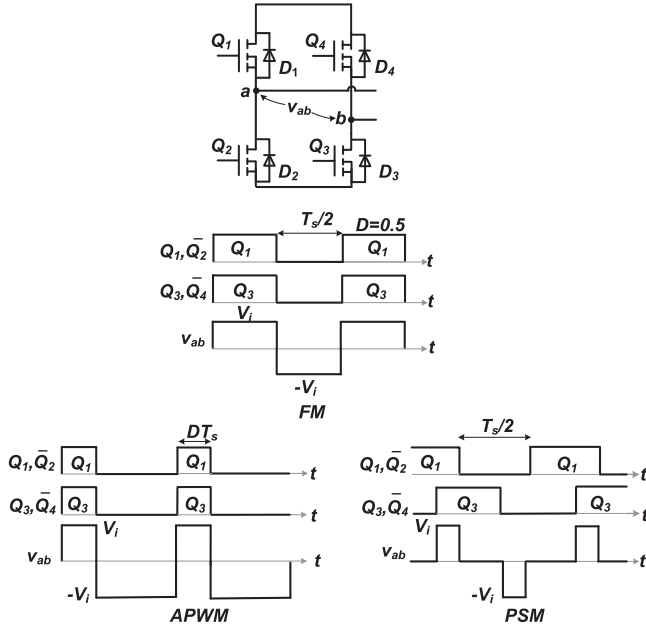 Q1 Q4
D1 D4
a vab b
Q2 Q3
D2 D3
Ts/2 D=0.5
Q1,Q̄2 Q1 Q1 t
Q3,Q̄4 Q3 Q3 t
Vi
vab t
-Vi
FM
DTs
Q1,Q̄2 Q1 Q1 t
Q3,Q̄4 Q3 Q3 t
Vi
vab t
-Vi
APWM
Ts/2
Q1,Q̄2 Q1 Q1 t
Q3,Q̄4 Q3 Q3 t
Vi
vab t
-Vi
PSM